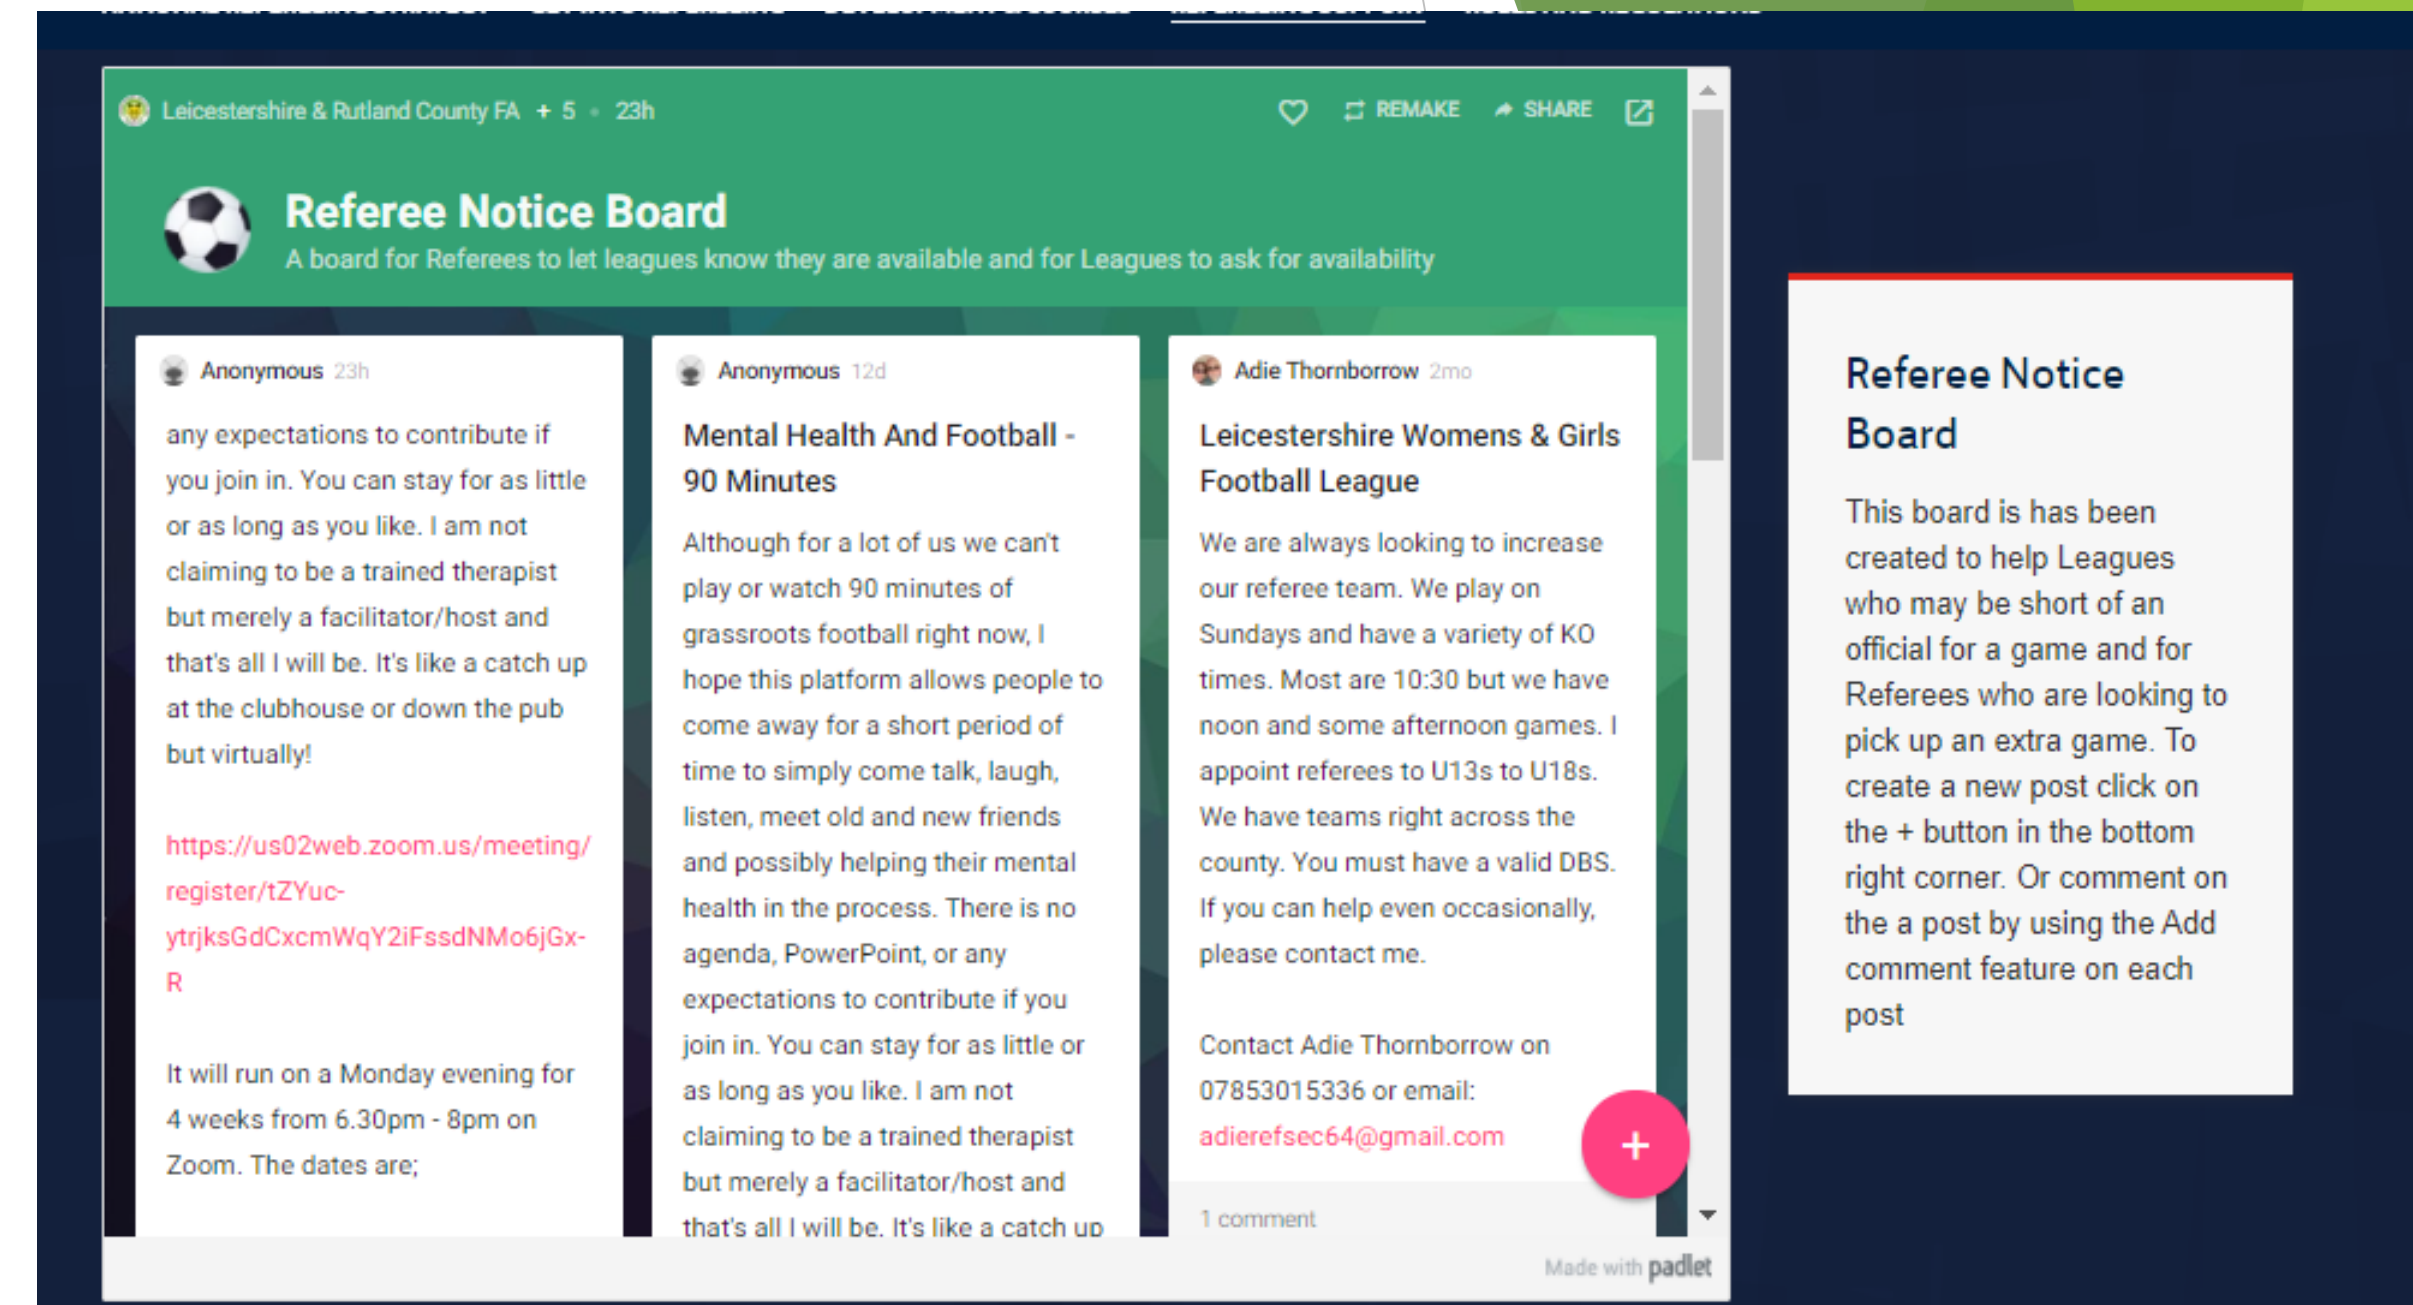 Leicestershire & Rutland County FA + 5 • 23h
REMAKE SHARE
Referee Notice Board
A board for Referees to let leagues know they are available and for Leagues to ask for availability
Anonymous 23h
any expectations to contribute if
you join in. You can stay for as little
or as long as you like. I am not
claiming to be a trained therapist
but merely a facilitator/host and
that's all I will be. It's like a catch up
at the clubhouse or down the pub
but virtually!
https://us02web.zoom.us/meeting/
register/tZYuc-
ytrjksGdCxcmWqY2iFssdNMo6jGx-
R
It will run on a Monday evening for
4 weeks from 6.30pm - 8pm on
Zoom. The dates are;
Anonymous 12d
Mental Health And Football -
90 Minutes
Although for a lot of us we can't
play or watch 90 minutes of
grassroots football right now, I
hope this platform allows people to
come away for a short period of
time to simply come talk, laugh,
listen, meet old and new friends
and possibly helping their mental
health in the process. There is no
agenda, PowerPoint, or any
expectations to contribute if you
join in. You can stay for as little or
as long as you like. I am not
claiming to be a trained therapist
but merely a facilitator/host and
that's all I will be. It's like a catch up
Adie Thornborrow 2mo
Leicestershire Womens & Girls
Football League
We are always looking to increase
our referee team. We play on
Sundays and have a variety of KO
times. Most are 10:30 but we have
noon and some afternoon games. I
appoint referees to U13s to U18s.
We have teams right across the
county. You must have a valid DBS.
If you can help even occasionally,
please contact me.
Contact Adie Thornborrow on
07853015336 or email:
adierefsec64@gmail.com
+
1 comment
Made with padlet
Referee Notice
Board
This board is has been
created to help Leagues
who may be short of an
official for a game and for
Referees who are looking to
pick up an extra game. To
create a new post click on
the + button in the bottom
right corner. Or comment on
the a post by using the Add
comment feature on each
post